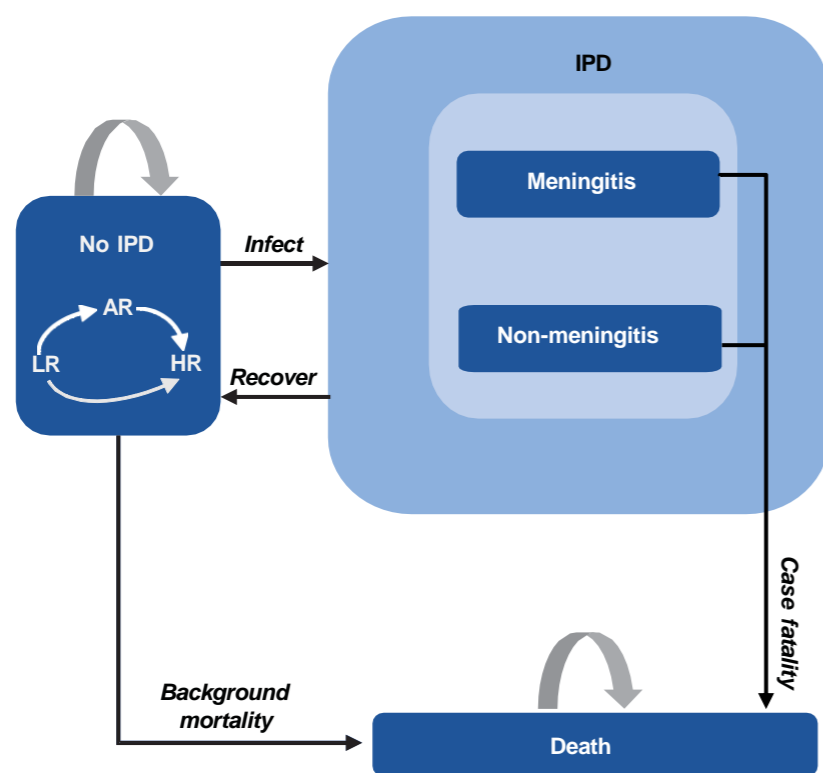 IPD
Meningitis
No IPD
Infect
AR
LR
HR
Non-meningitis
Recover
Case fatality
Background
mortality
Death